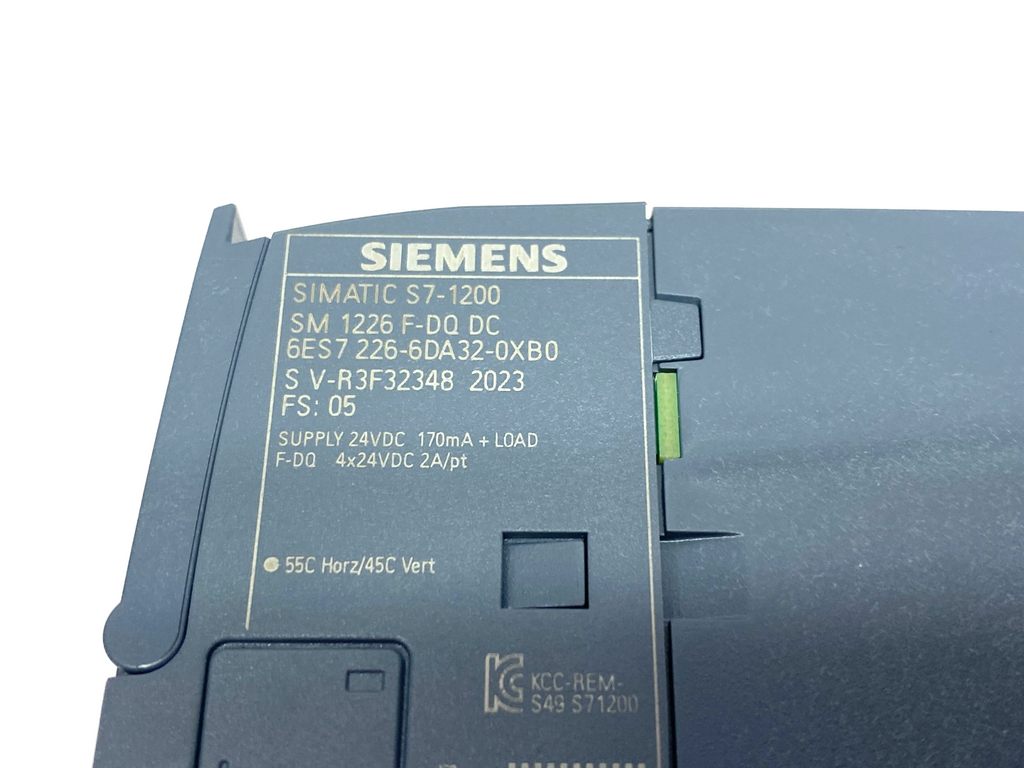 SIEMENS
SIMATIC S7-1200
SM 1226 F-DQ DC
6ES7 226-6DA32-0XB0
S V-R3F32348 2023
FS: 05
SUPPLY 24VDC 170mA + LOAD
F-DQ 4x24VDC 2A/pt
55C Horz/45C Vert
KCC-REM-
S49 S71200